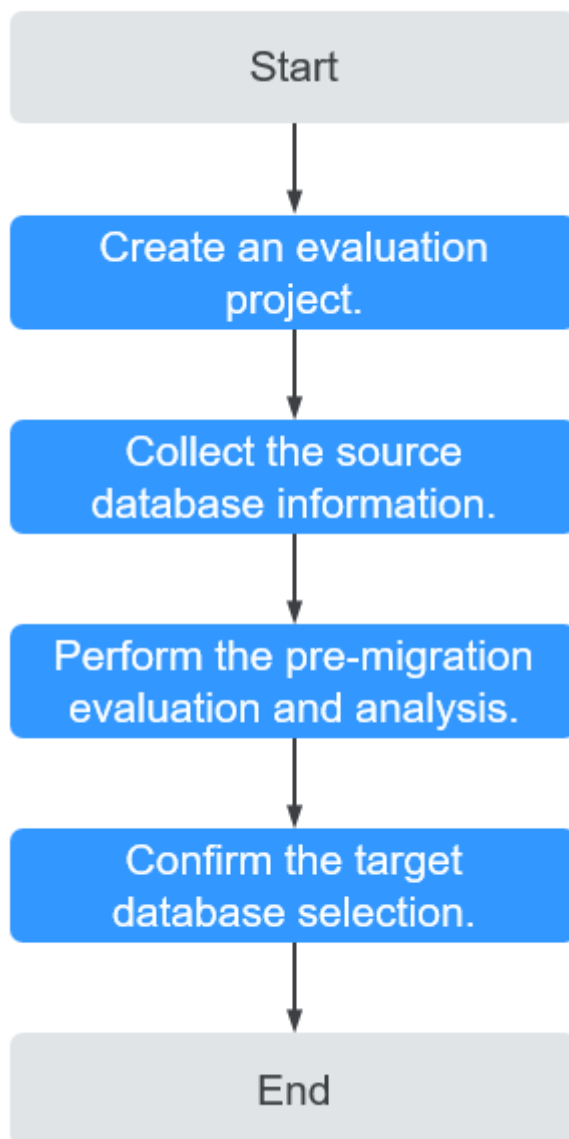 Start
Create an evaluation
project.
Collect the source
database information.
Perform the pre-migration
evaluation and analysis.
Confirm the target
database selection.
End